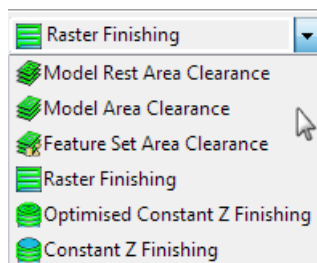 Raster Finishing
Model Rest Area Clearance
Model Area Clearance
Feature Set Area Clearance
Raster Finishing
Optimised Constant Z Finishing
Constant Z Finishing